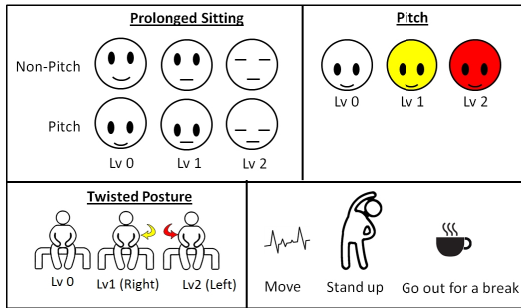 Prolonged Sitting
Non-Pitch
Pitch
Lv 0 Lv 1 Lv 2
Pitch
Lv 0 Lv 1 Lv 2
Twisted Posture
Lv 0 Lv1 (Right) Lv2 (Left)
Move Stand up Go out for a break